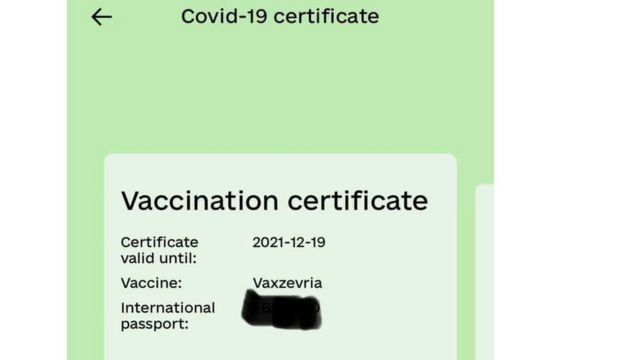 Covid-19 certificate
Vaccination certificate
Certificate valid until: 2021-12-19
Vaccine: Vaxzevria
International passport: